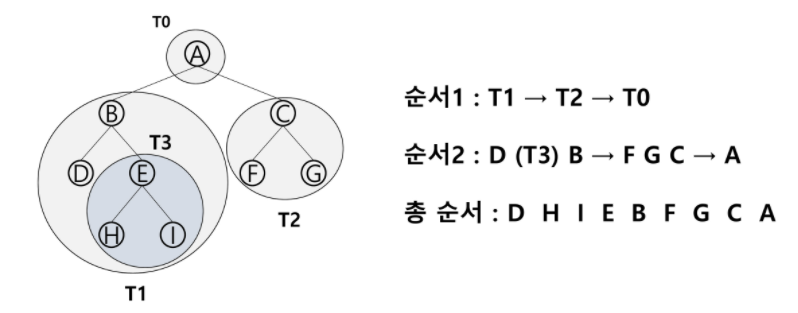 T0
A
B
C
T3
D
E
F
G
H
I
T2
T1
순서1 : T1 → T2 → T0
순서2 : D (T3) B → F G C → A
총 순서 : D H I E B F G C A